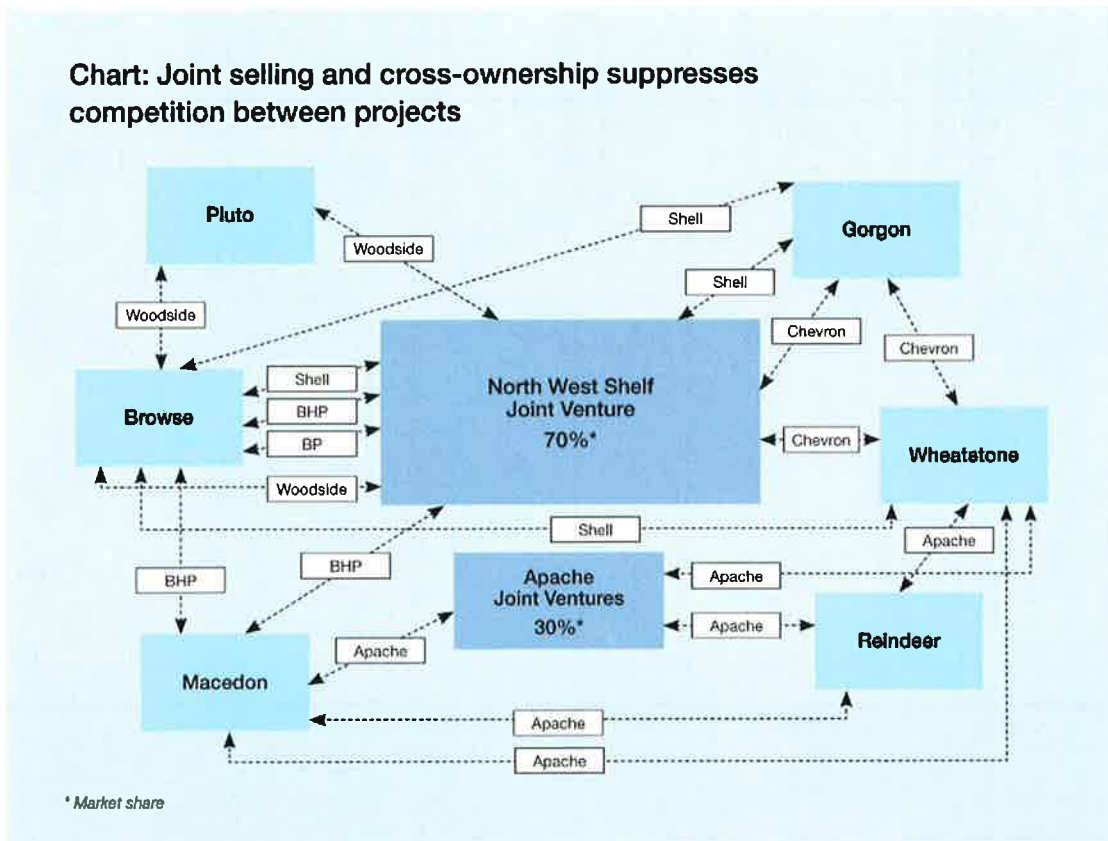 Chart: Joint selling and cross-ownership suppresses
competition between projects
Pluto
Gorgon
Shell
Woodside
Shell
Woodside
Chevron
Chevron
North West Shelf
Joint Venture
70%*
Browse
Shell
BHP
BP
Woodside
Chevron
Wheatstone
Shell
Apache
BHP
BHP
Apache
Joint Ventures
30%*
Apache
Apache
Apache
Reindeer
Macedon
Apache
Apache
* Market share